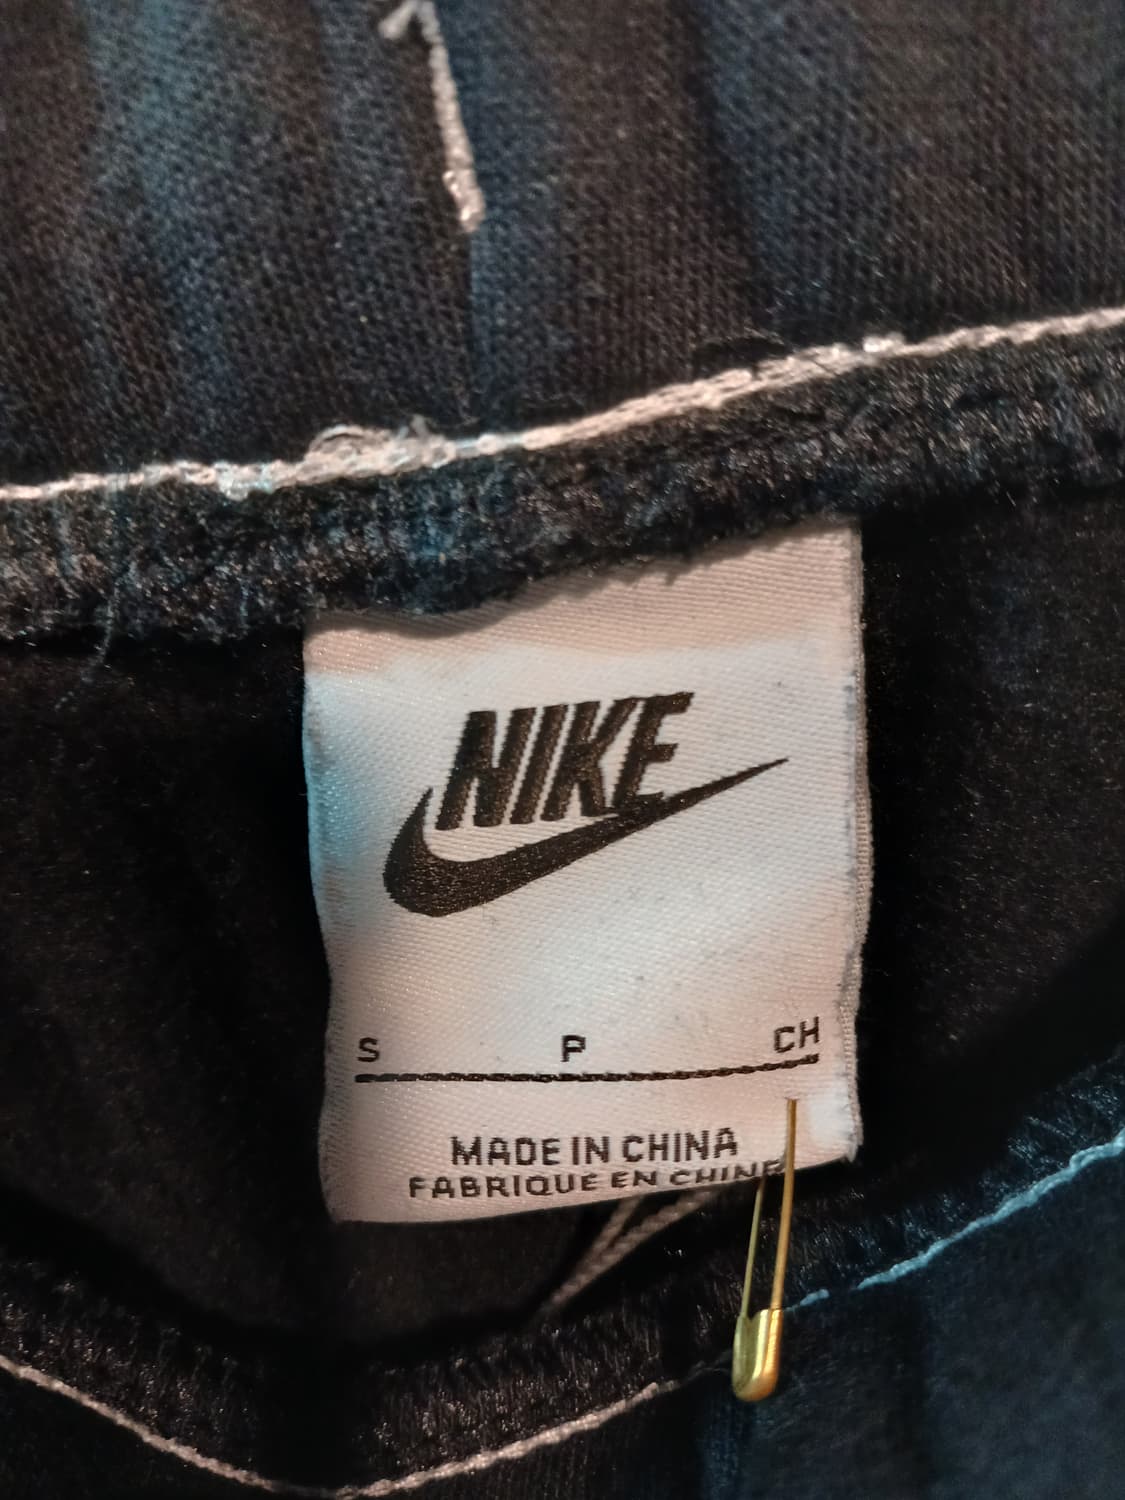 NIKE
S P CH
MADE IN CHINA
FABRIQUE EN CHINE